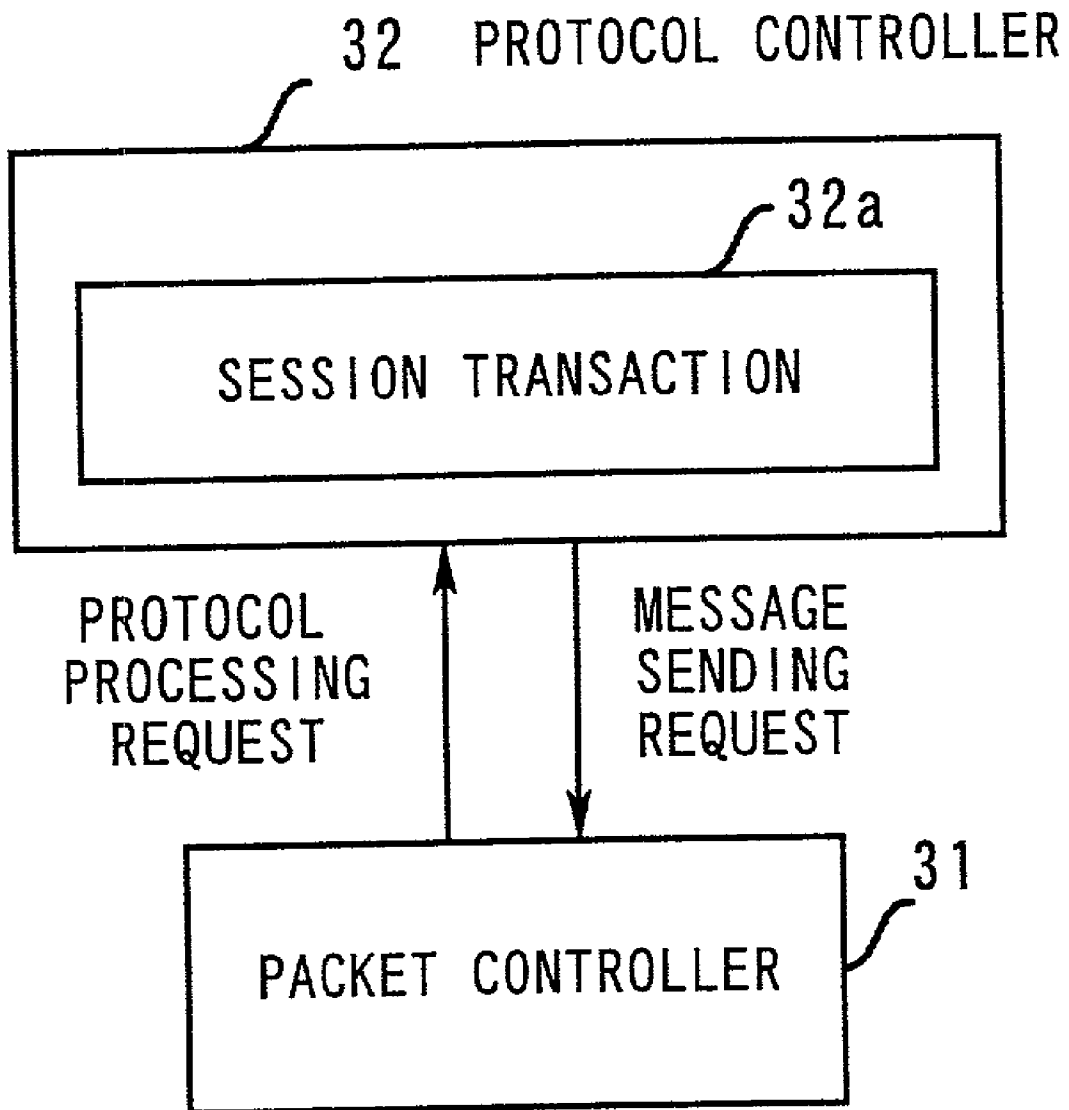 32 PROTOCOL CONTROLLER
32a
SESSION TRANSACTION
PROTOCOL
PROCESSING
REQUEST
MESSAGE
SENDING
REQUEST
31
PACKET CONTROLLER